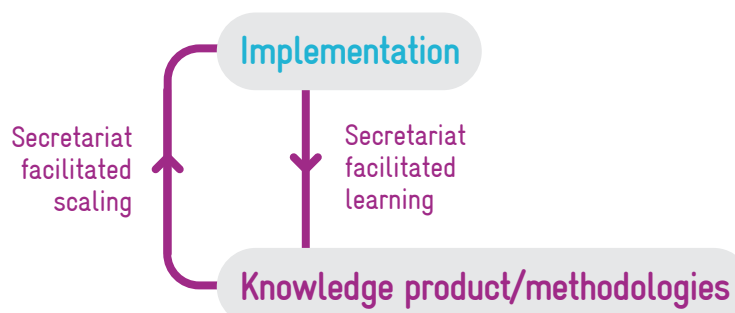 Implementation
Secretariat
facilitated
scaling
Secretariat
facilitated
learning
Knowledge product/methodologies